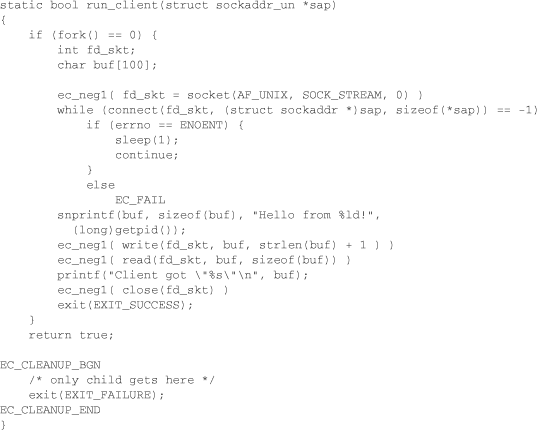 static bool run_client(struct sockaddr_un *sap)
{
    if (fork() == 0) {
        int fd_skt;
        char buf[100];

        ec_neg1( fd_skt = socket(AF_UNIX, SOCK_STREAM, 0) )
        while (connect(fd_skt, (struct sockaddr *)sap, sizeof(*sap)) == -1)
            if (errno == ENOENT) {
                sleep(1);
                continue;
            }
            else
                EC_FAIL
        snprintf(buf, sizeof(buf), "Hello from %ld!",
          (long)getpid());
        ec_neg1( write(fd_skt, buf, strlen(buf) + 1 ) )
        ec_neg1( read(fd_skt, buf, sizeof(buf)) )
        printf("Client got \"%s\"\n", buf);
        ec_neg1( close(fd_skt) )
        exit(EXIT_SUCCESS);
    }
    return true;

EC_CLEANUP_BGN
    /* only child gets here */
    exit(EXIT_FAILURE);
EC_CLEANUP_END
}